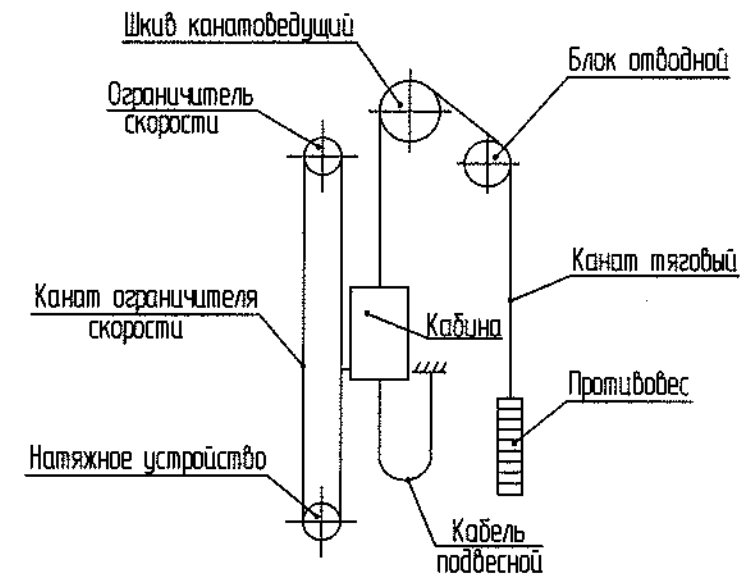 Шкив канатоведущий
Блок отводной
Ограничитель
скорости
Канат тяговый
Канат ограничителя
скорости
Кабина
Противовес
Натяжное устройство
Кабель
подвесной